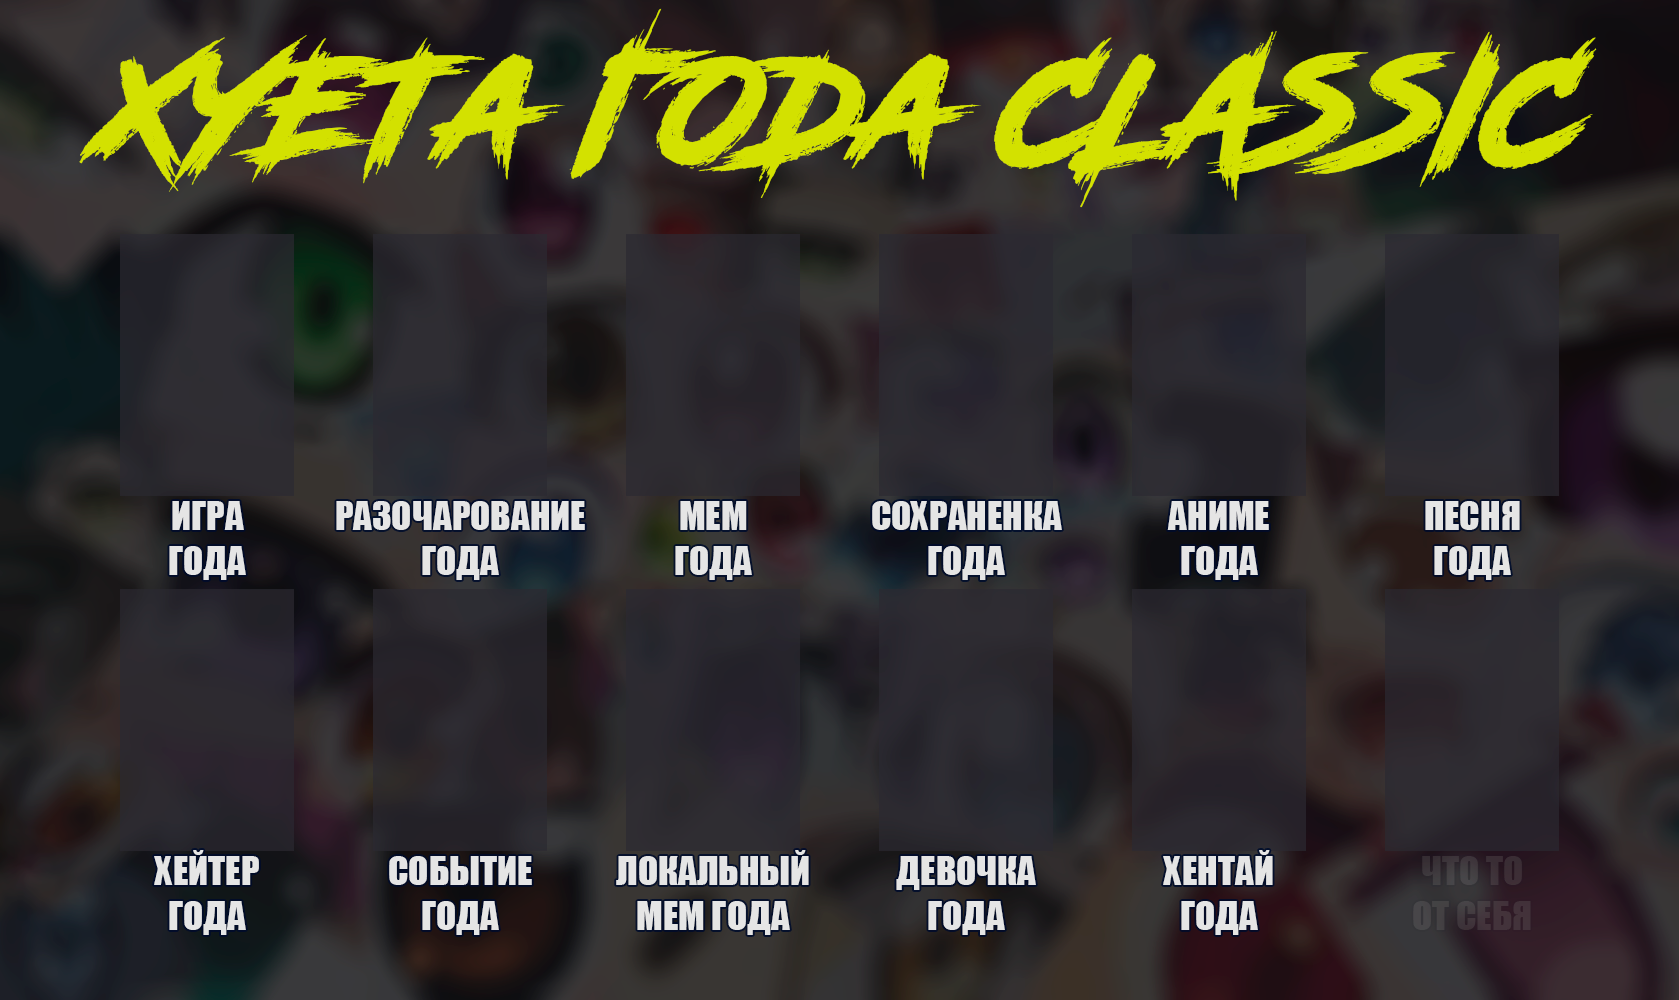 ХУЕТА ГОДА CLASSIC
ИГРА
ГОДА
РАЗОЧАРОВАНИЕ
ГОДА
МЕМ
ГОДА
СОХРАНЕНКА
ГОДА
АНИМЕ
ГОДА
ПЕСНЯ
ГОДА
ХЕЙТЕР
ГОДА
СОБЫТИЕ
ГОДА
ЛОКАЛЬНЫЙ
МЕМ ГОДА
ДЕВОЧКА
ГОДА
ХЕНТАЙ
ГОДА
ЧТО ТО
ОТ СЕБЯ